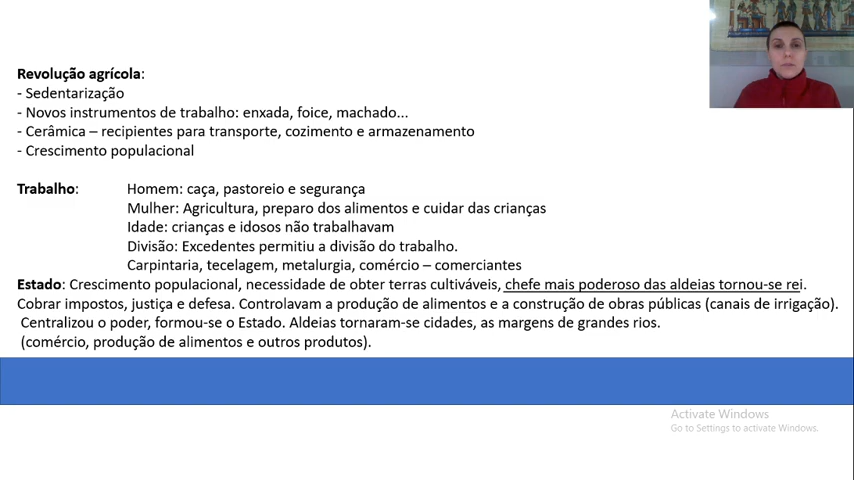 Revolução agrícola:
- Sedentarização
- Novos instrumentos de trabalho: enxada, foice, machado...
- Cerâmica – recipientes para transporte, cozimento e armazenamento
- Crescimento populacional
Trabalho: Homem: caça, pastoreio e segurança
Mulher: Agricultura, preparo dos alimentos e cuidar das crianças
Idade: crianças e idosos não trabalhavam
Divisão: Excedentes permitiu a divisão do trabalho.
Carpintaria, tecelagem, metalurgia, comércio – comerciantes
Estado: Crescimento populacional, necessidade de obter terras cultiváveis, chefe mais poderoso das aldeias tornou-se rei.
Cobrar impostos, justiça e defesa. Controlavam a produção de alimentos e a construção de obras públicas (canais de irrigação).
Centralizou o poder, formou-se o Estado. Aldeias tornaram-se cidades, as margens de grandes rios.
(comércio, produção de alimentos e outros produtos).
Activate Windows
Go to Settings to activate Windows.